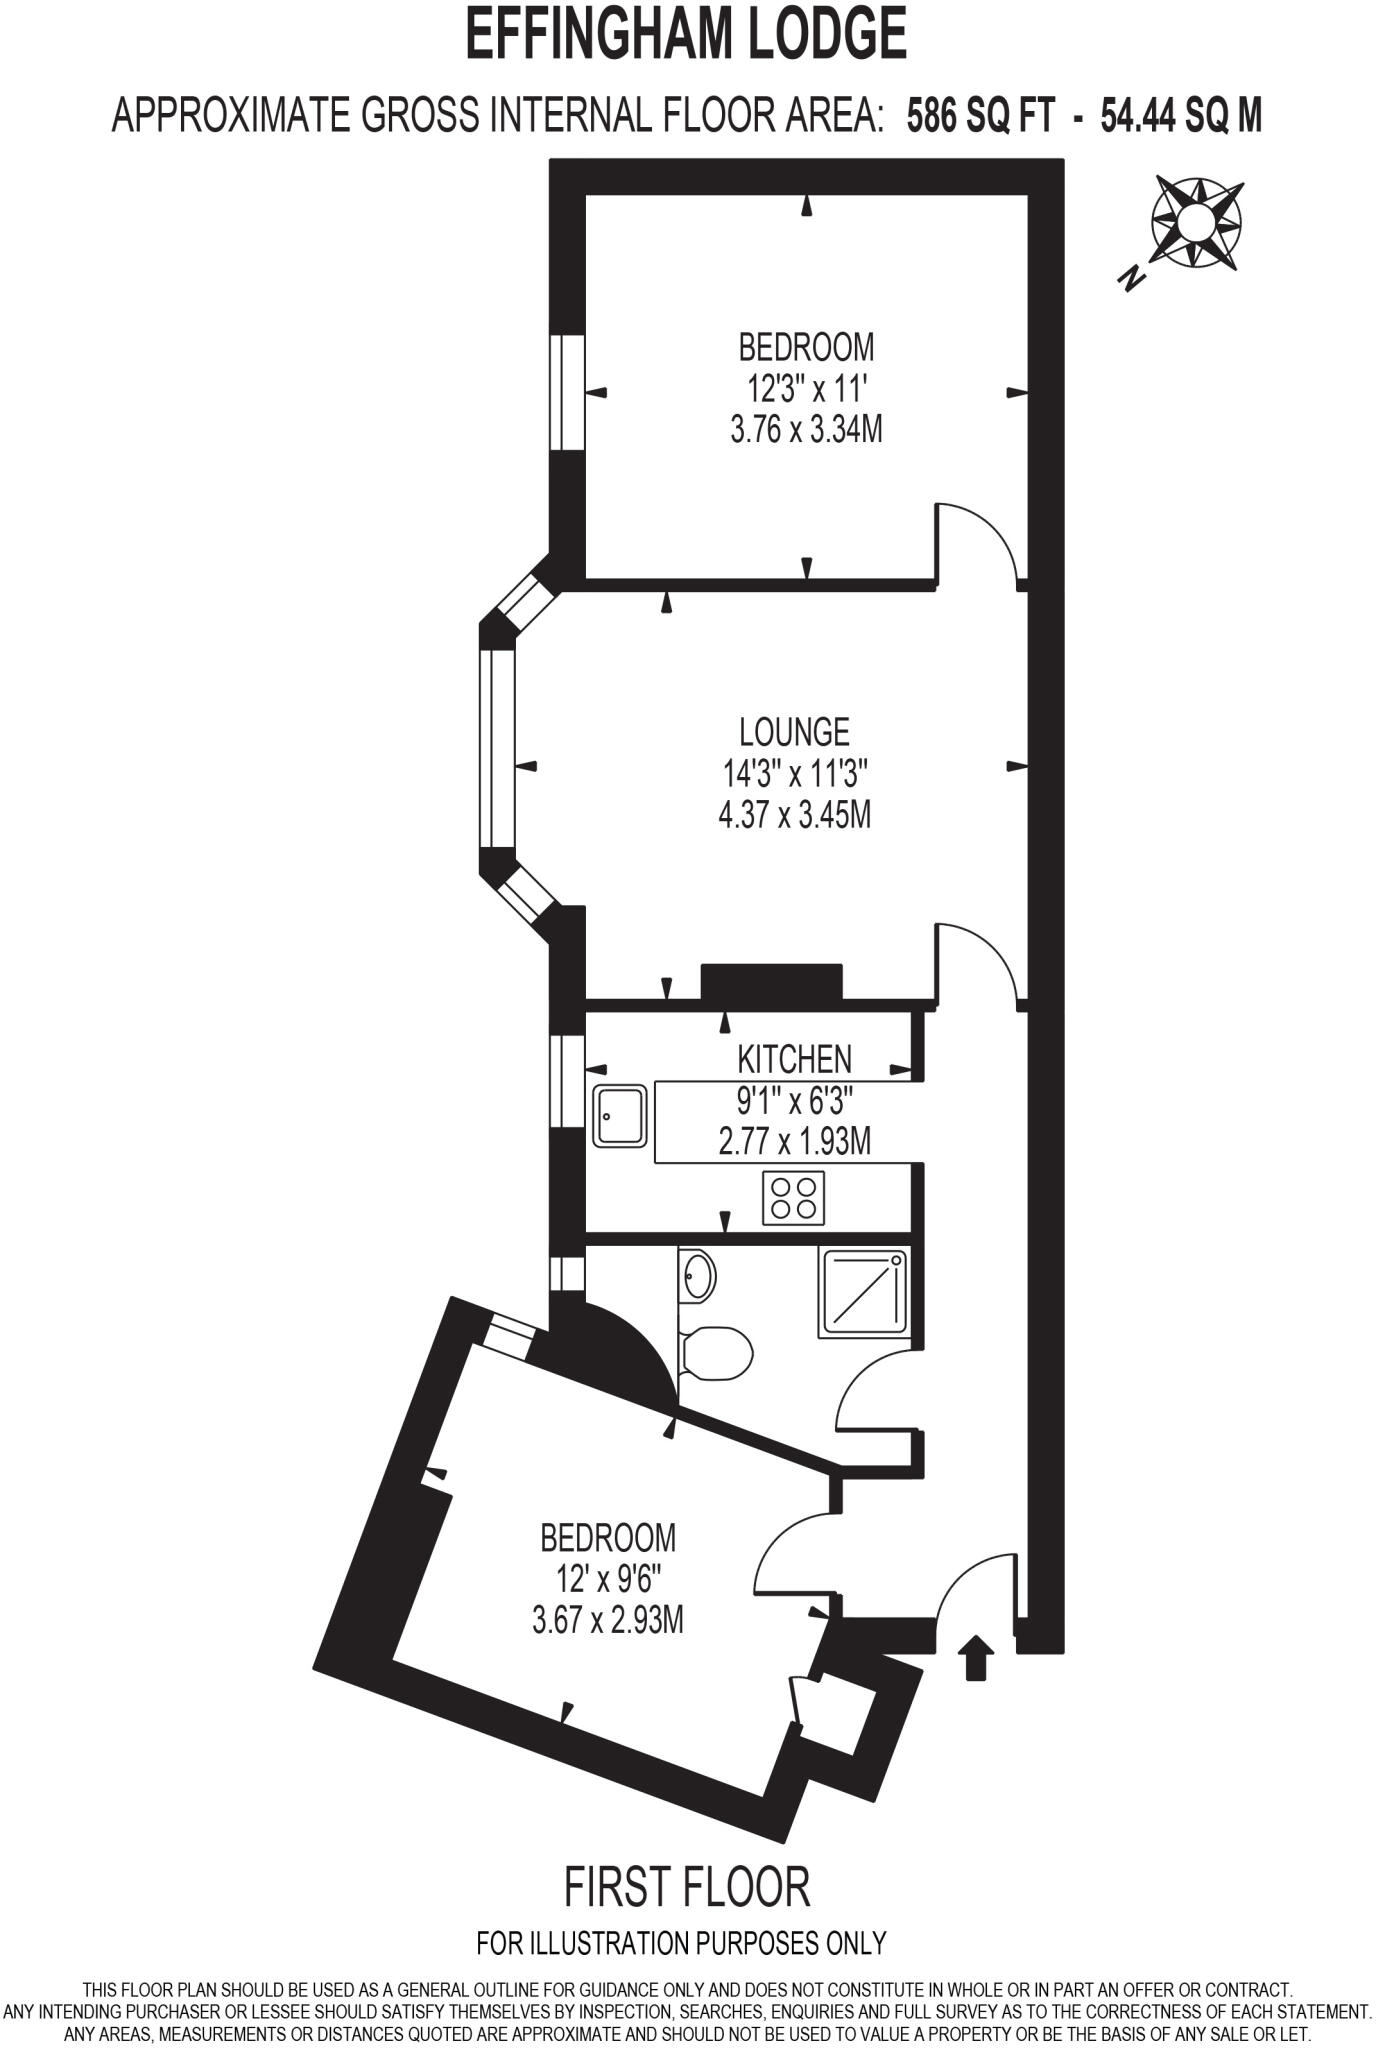 EFFINGHAM LODGE
APPROXIMATE GROSS INTERNAL FLOOR AREA: 586 SQ FT - 54.44 SQ M
N
BEDROOM
12'3" x 11'
3.76 x 3.34M
LOUNGE
14'3" x 11'3"
4.37 x 3.45M
KITCHEN
9'1" x 6'3"
2.77 x 1.93M
BEDROOM
12' x 9'6"
3.67 x 2.93M
FIRST FLOOR
FOR ILLUSTRATION PURPOSES ONLY
THIS FLOOR PLAN SHOULD BE USED AS A GENERAL OUTLINE FOR GUIDANCE ONLY AND DOES NOT CONSTITUTE IN WHOLE OR IN PART AN OFFER OR CONTRACT.
ANY INTENDING PURCHASER OR LESSEE SHOULD SATISFY THEMSELVES BY INSPECTION, SEARCHES, ENQUIRIES AND FULL SURVEY AS TO THE CORRECTNESS OF EACH STATEMENT.
ANY AREAS, MEASUREMENTS OR DISTANCES QUOTED ARE APPROXIMATE AND SHOULD NOT BE USED TO VALUE A PROPERTY OR BE THE BASIS OF ANY SALE OR LET.